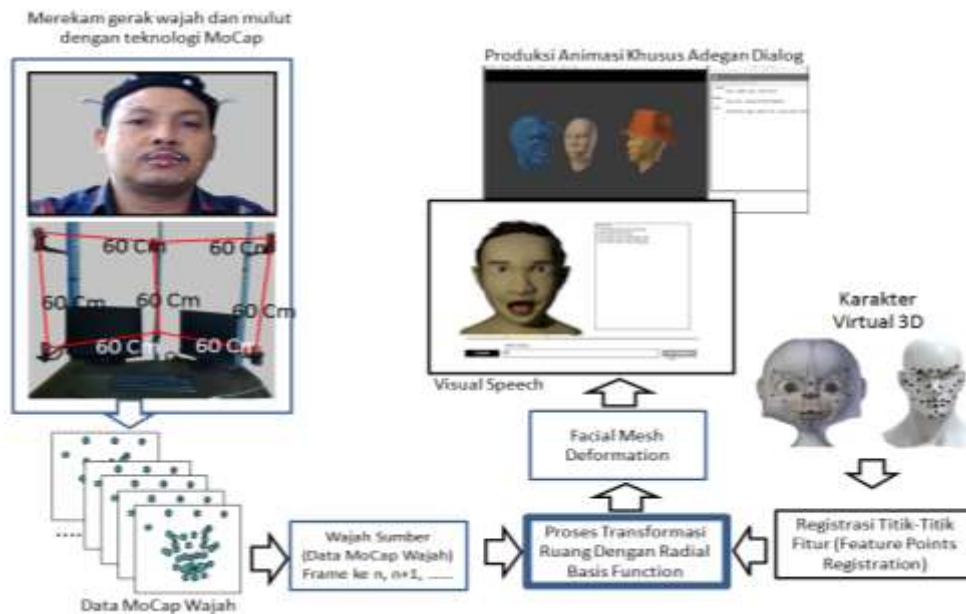 Merekam gerak wajah dan mulut
dengan teknologi MoCap
60 Cm
60 Cm
60 Cm
60 Cm
60 Cm
60 Cm
60 Cm
Data MoCap Wajah
Wajah Sumber
(Data MoCap Wajah)
Frame ke n, n+1, ......
Produksi Animasi Khusus Adegan Dialog
Visual Speech
Facial Mesh
Deformation
Proses Transformasi
Ruang Dengan Radial
Basis Function
Karakter
Virtual 3D
Registrasi Titik-Titik
Fitur (Feature Points
Registration)